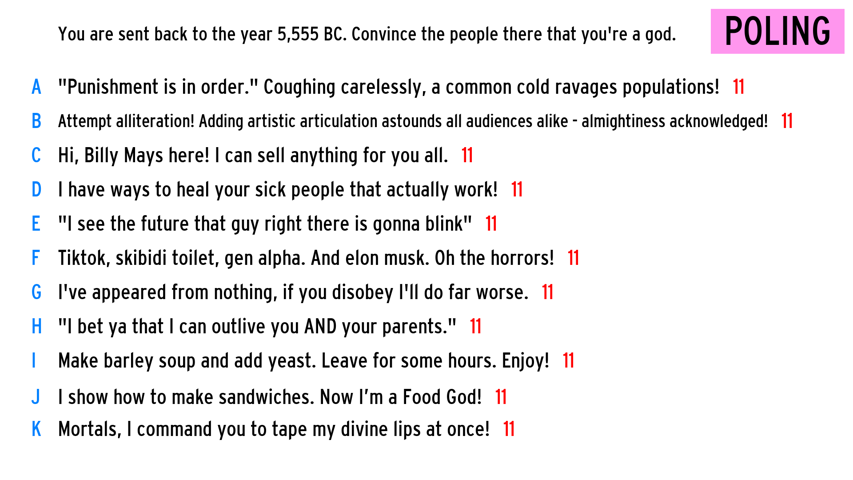 You are sent back to the year 5,555 BC. Convince the people there that you're a god.
POLING
A "Punishment is in order." Coughing carelessly, a common cold ravages populations! 11
B Attempt alliteration! Adding artistic articulation astounds all audiences alike - almightiness acknowledged! 11
C Hi, Billy Mays here! I can sell anything for you all. 11
D I have ways to heal your sick people that actually work! 11
E "I see the future that guy right there is gonna blink" 11
F Tiktok, skibidi toilet, gen alpha. And elon musk. Oh the horrors! 11
G I've appeared from nothing, if you disobey I'll do far worse. 11
H "I bet ya that I can outlive you AND your parents." 11
I Make barley soup and add yeast. Leave for some hours. Enjoy! 11
J I show how to make sandwiches. Now I’m a Food God! 11
K Mortals, I command you to tape my divine lips at once! 11